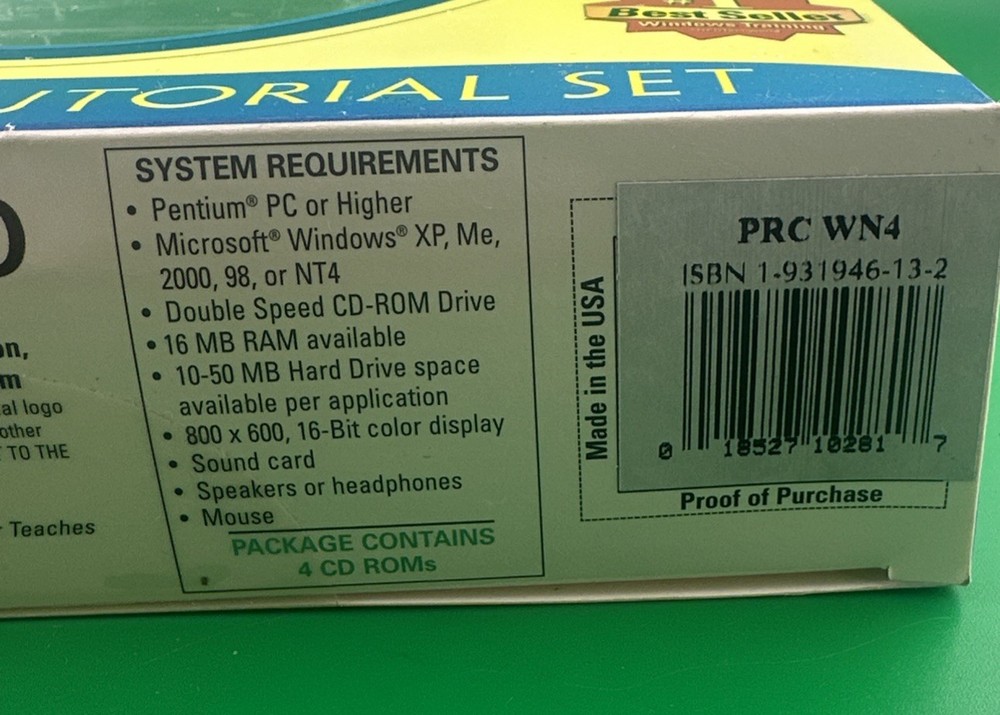 Best Seller
Windows Training
TORIAL SET
SYSTEM REQUIREMENTS
• Pentium® PC or Higher
• Microsoft® Windows® XP, Me,
2000, 98, or NT4
• Double Speed CD-ROM Drive
• 16 MB RAM available
• 10-50 MB Hard Drive space
available per application
• 800 x 600, 16-Bit color display
• Sound card
• Speakers or headphones
• Mouse
PACKAGE CONTAINS
4 CD ROMs
al logo
other
TO THE
Teaches
Made in the USA
PRC WN4
ISBN 1-931946-13-2
0 18527 10281 7
Proof of Purchase